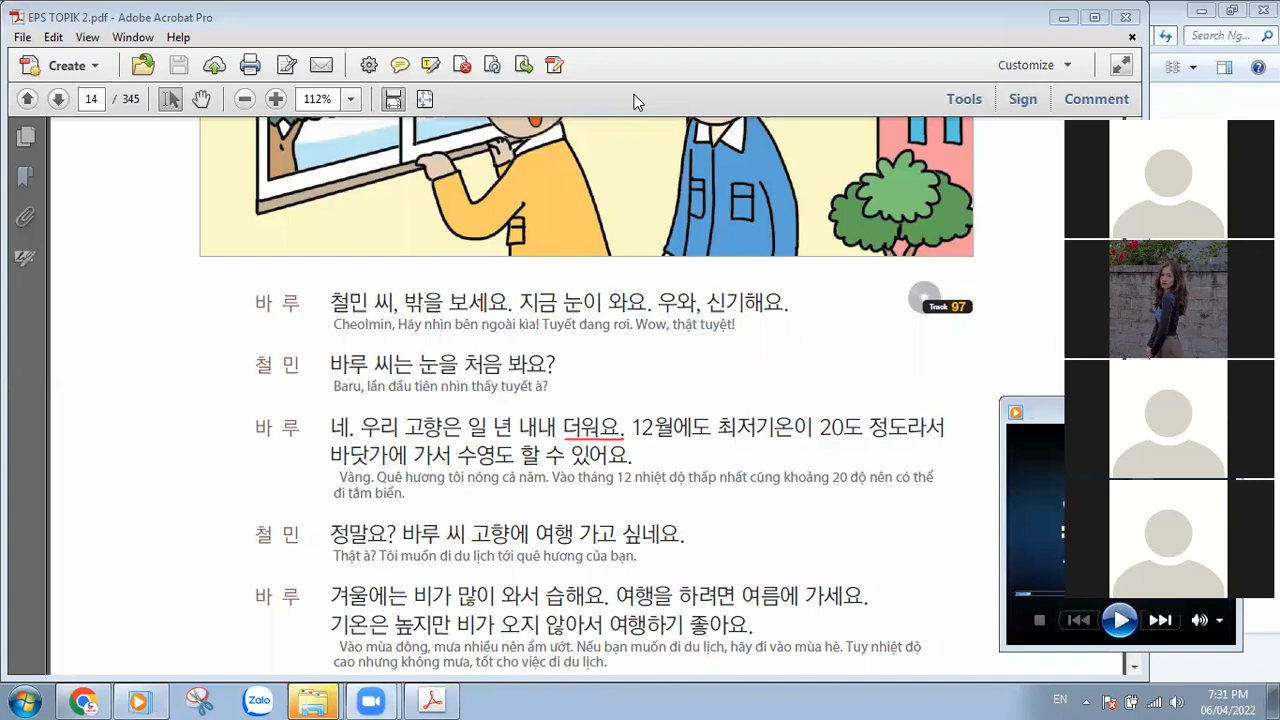 EPS TOPIK 2.pdf - Adobe Acrobat Pro
File Edit View Window Help
Search Ng...
Create
Customize
14 / 345
112%
Tools Sign Comment
바 루 철민 씨, 밖을 보세요. 지금 눈이 와요. 우와, 신기해요.
Track 97
Cheolmin, Hãy nhìn bên ngoài kìa! Tuyết đang rơi. Wow, thật tuyệt!
철 민 바루 씨는 눈을 처음 봐요?
Baru, lần đầu tiên nhìn thấy tuyết à?
바 루 네. 우리 고향은 일 년 내내 더워요. 12월에도 최저기온이 20도 정도라서
바닷가에 가서 수영도 할 수 있어요.
Vâng. Quê hương tôi nóng cả năm. Vào tháng 12 nhiệt độ thấp nhất cũng khoảng 20 độ nên có thể
đi tắm biển.
철 민 정말요? 바루 씨 고향에 여행 가고 싶네요.
Thật à? Tôi muốn đi du lịch tới quê hương của bạn.
바 루 겨울에는 비가 많이 와서 습해요. 여행을 하려면 여름에 가세요.
기온은 높지만 비가 오지 않아서 여행하기 좋아요.
Vào mùa đông, mưa nhiều nên ẩm ướt. Nếu bạn muốn đi du lịch, hãy đi vào mùa hè. Tuy nhiệt độ
cao nhưng không mưa, tốt cho việc đi du lịch.
Zalo
EN
7:31 PM
06/04/2022